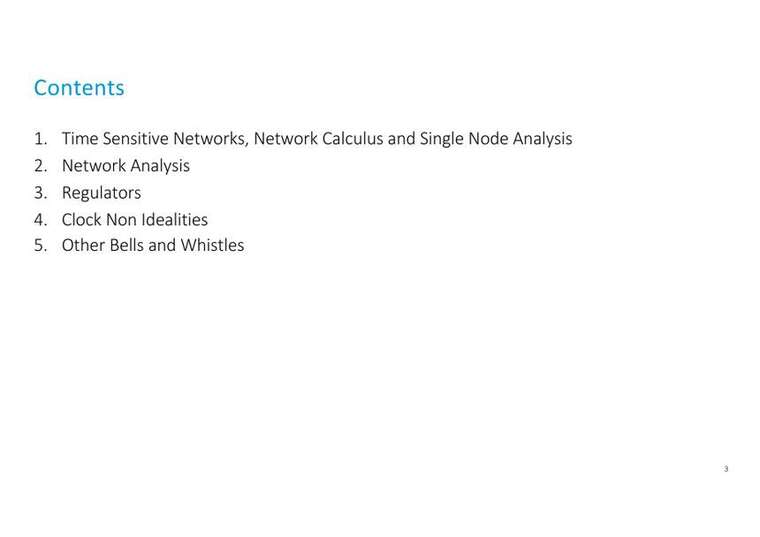 Contents
1. Time Sensitive Networks, Network Calculus and Single Node Analysis
2. Network Analysis
3. Regulators
4. Clock Non Idealities
5. Other Bells and Whistles
3